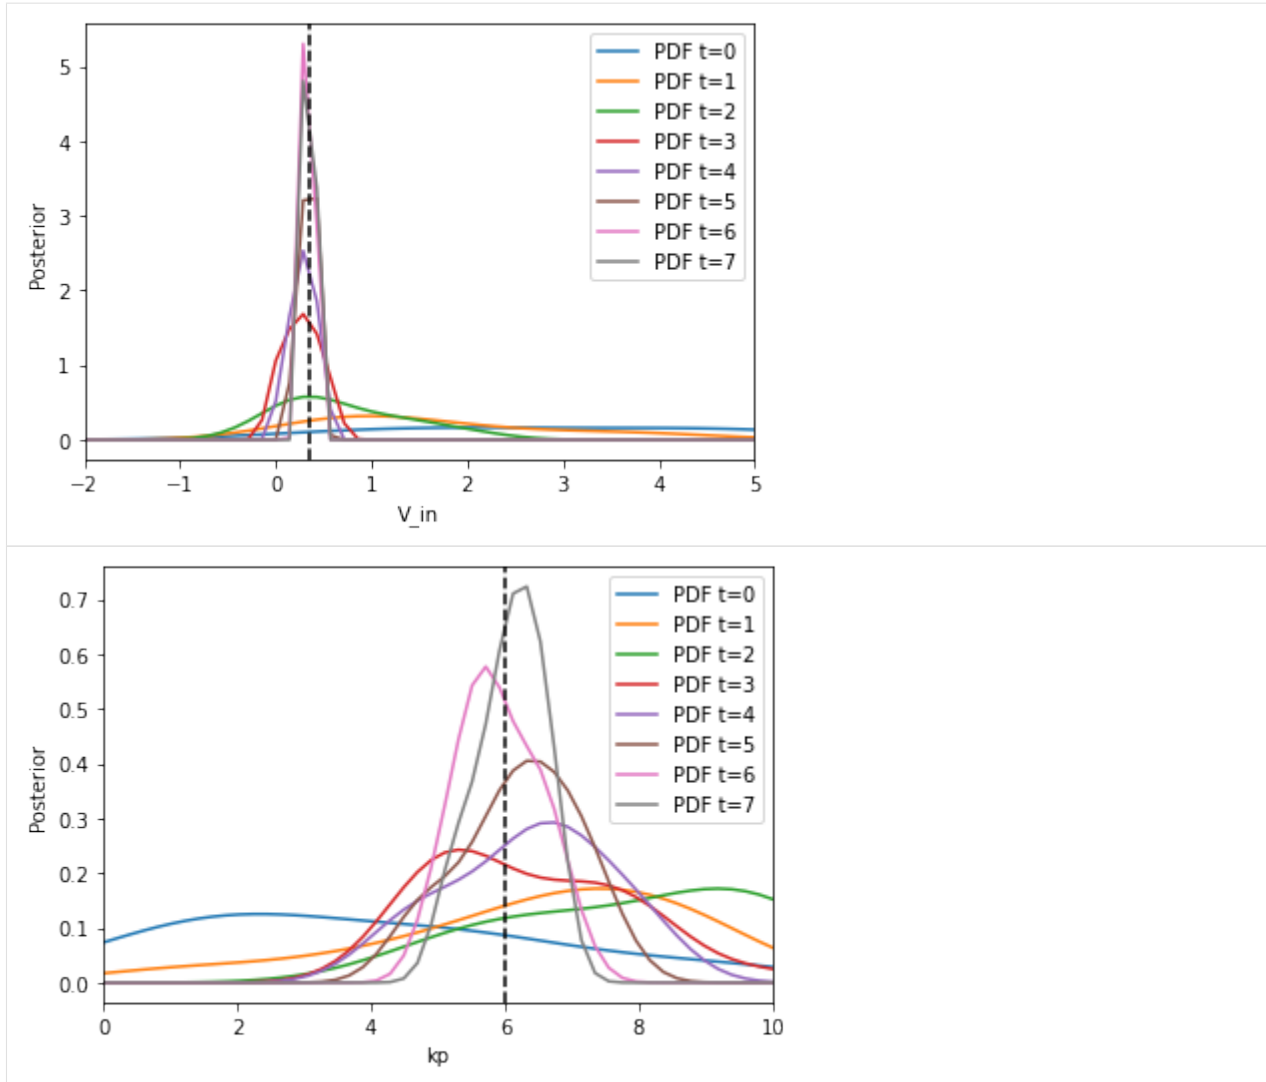 5
4
3
2
1
0
Posterior
−2 −1 0 1 2 3 4 5
V_in
PDF t=0
PDF t=1
PDF t=2
PDF t=3
PDF t=4
PDF t=5
PDF t=6
PDF t=7
0.7
0.6
0.5
0.4
0.3
0.2
0.1
0.0
Posterior
0 2 4 6 8 10
kp
PDF t=0
PDF t=1
PDF t=2
PDF t=3
PDF t=4
PDF t=5
PDF t=6
PDF t=7